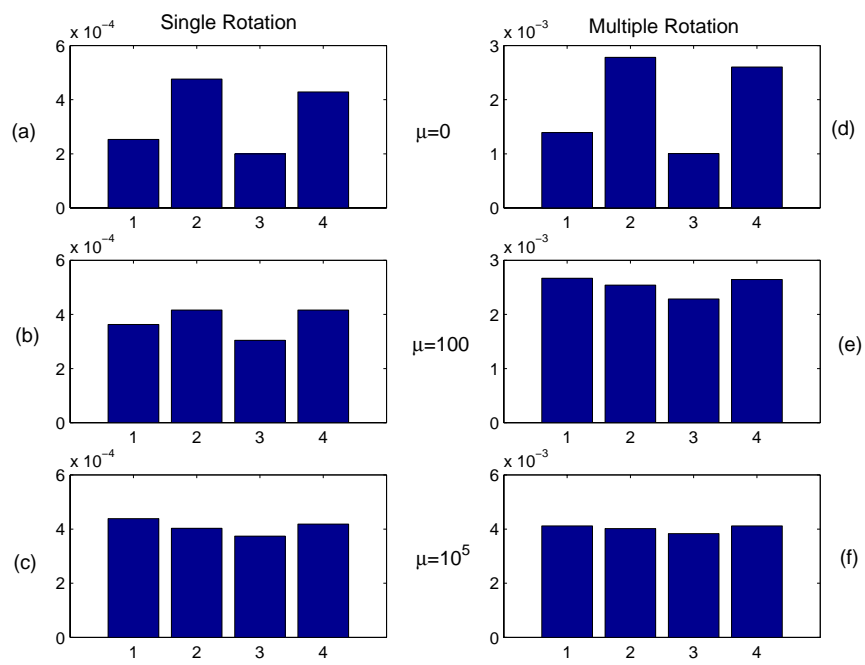 Single Rotation
Multiple Rotation
x 10⁻⁴
6
4
2
0
1 2 3 4
(a)
μ=0
x 10⁻³
3
2
1
0
1 2 3 4
(d)
x 10⁻⁴
6
4
2
0
1 2 3 4
(b)
μ=100
x 10⁻³
3
2
1
0
1 2 3 4
(e)
x 10⁻⁴
6
4
2
0
1 2 3 4
(c)
μ=10⁵
x 10⁻³
6
4
2
0
1 2 3 4
(f)